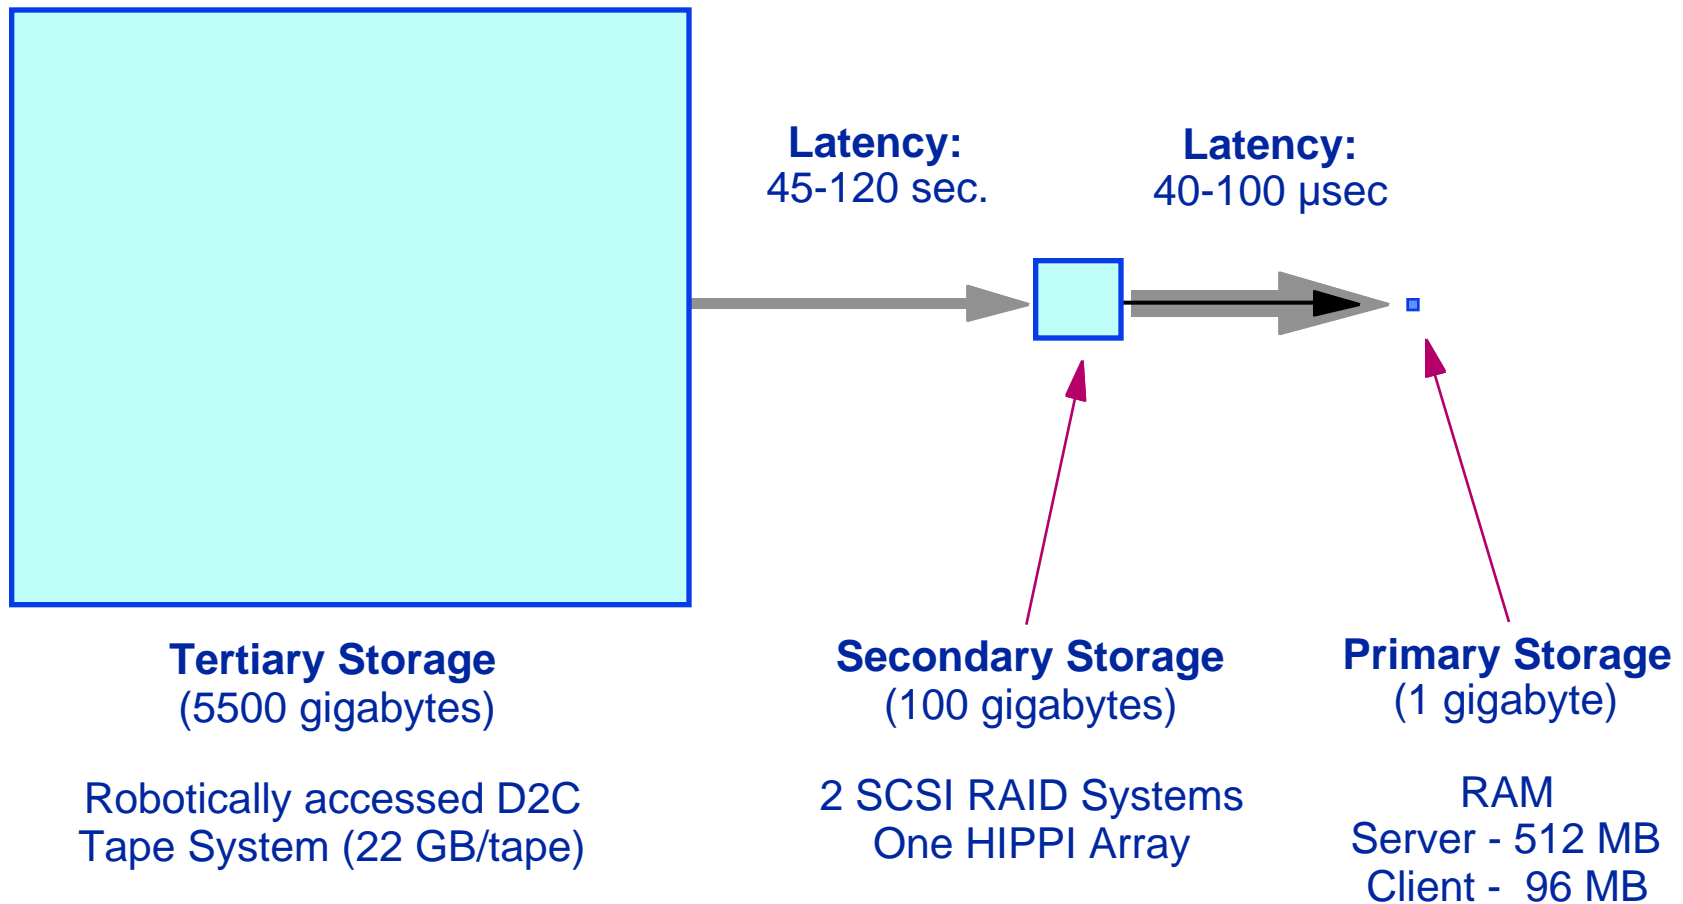 Latency:
45-120 sec.
Latency:
40-100 µsec
Tertiary Storage
(5500 gigabytes)
Robotically accessed D2C
Tape System (22 GB/tape)
Secondary Storage
(100 gigabytes)
2 SCSI RAID Systems
One HIPPI Array
Primary Storage
(1 gigabyte)
RAM
Server - 512 MB
Client -  96 MB